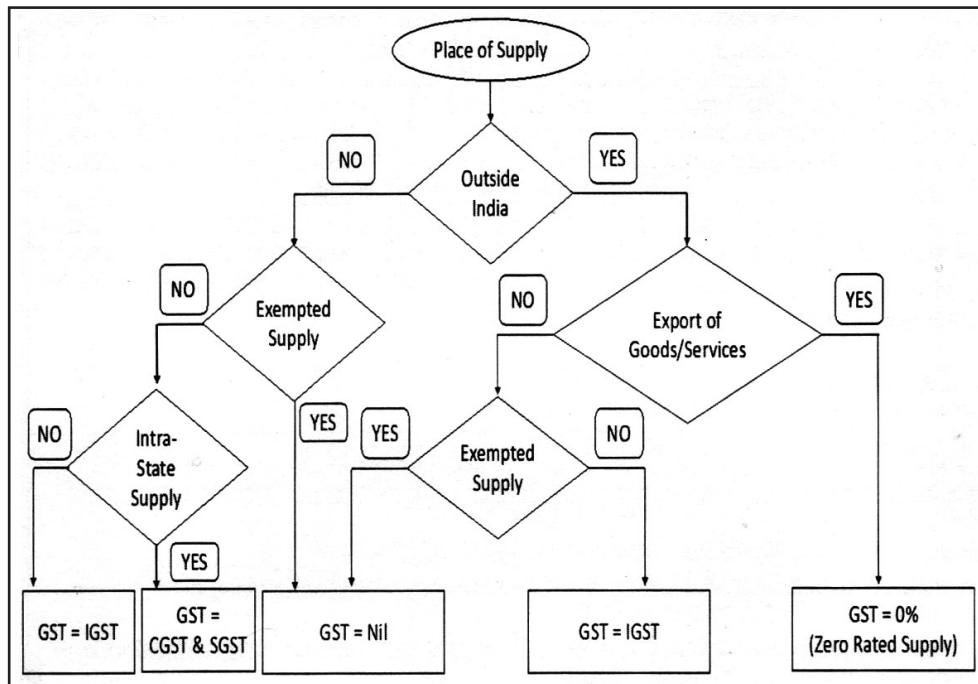 Place of Supply
NO
YES
Outside
India
NO
Exempted
Supply
NO
Export of
Goods/Services
YES
NO
Intra-
State
Supply
YES
YES
Exempted
Supply
NO
YES
GST = IGST
GST =
CGST & SGST
GST = Nil
GST = IGST
GST = 0%
(Zero Rated Supply)